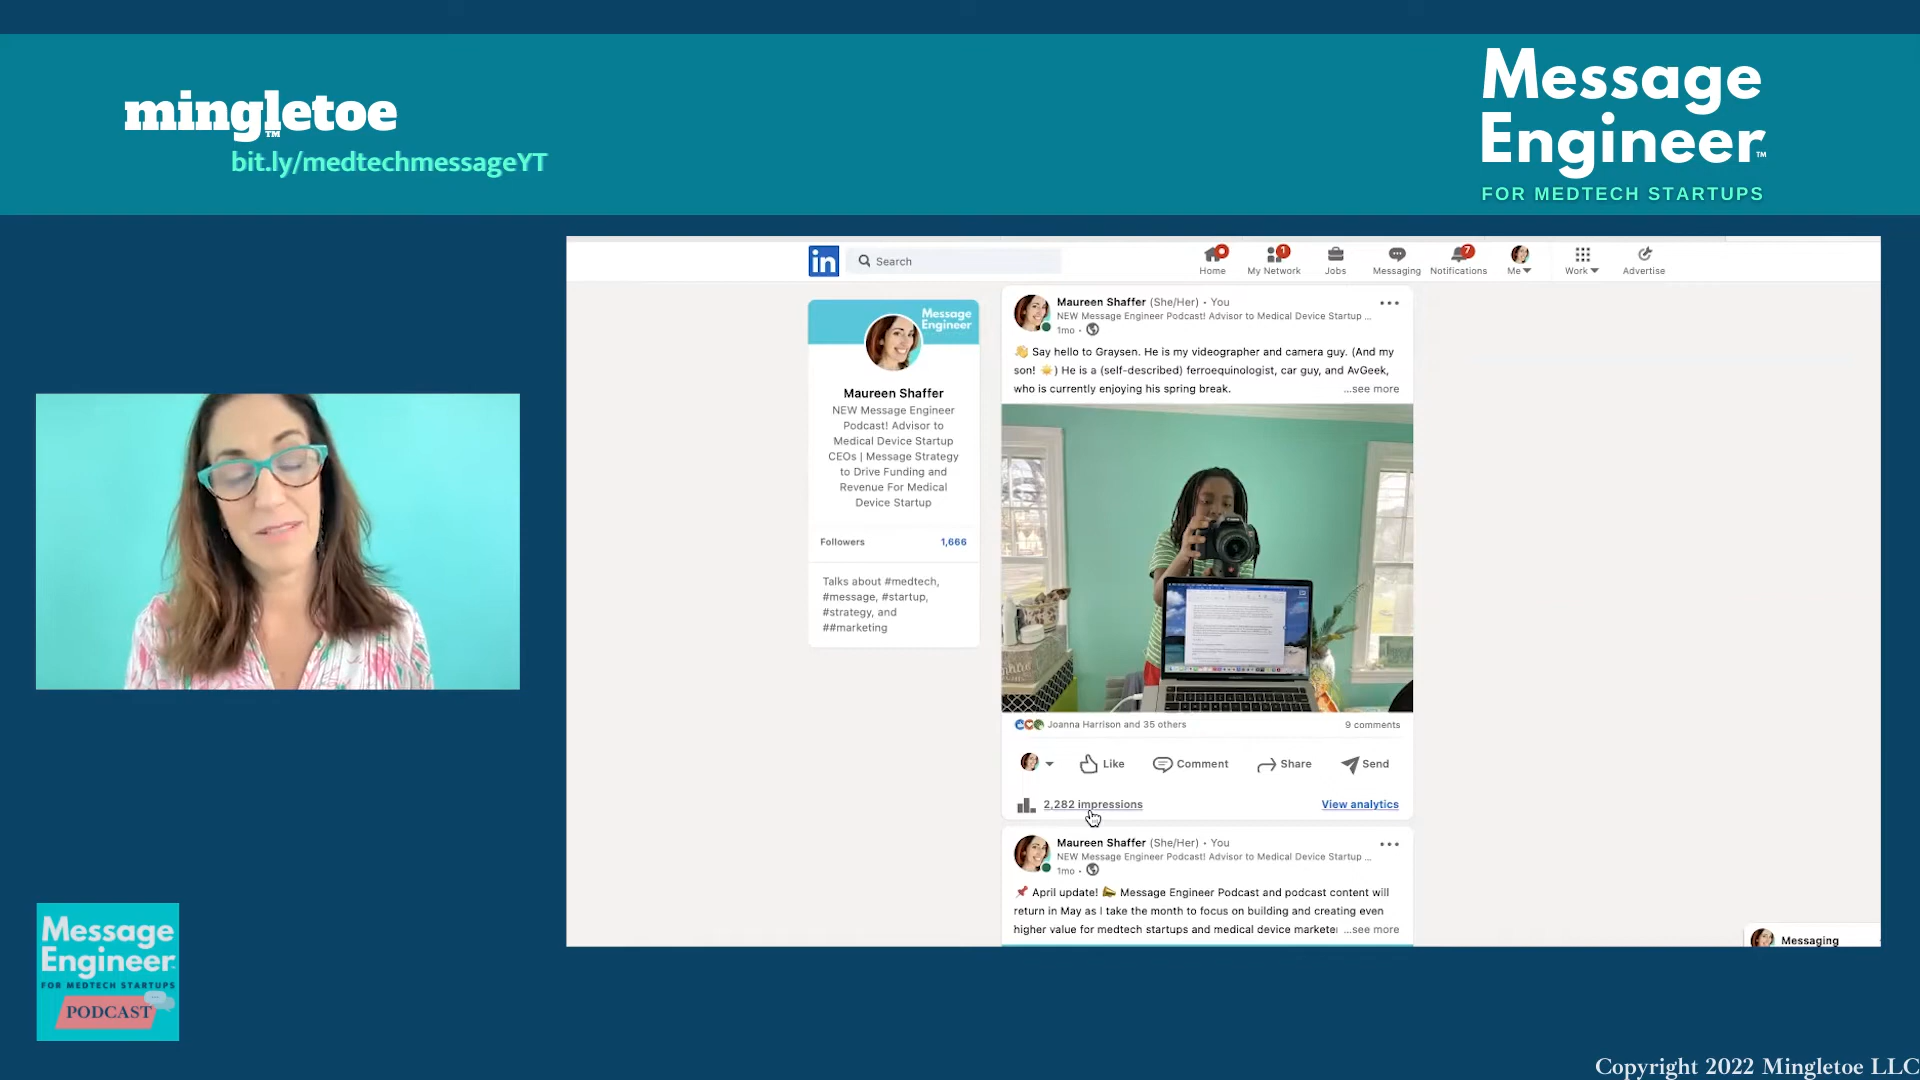 mingletoe
TM
bit.ly/medtechmessageYT
Message
Engineer
TM
FOR MEDTECH STARTUPS
in
Search
Home
My Network
1
Jobs
Messaging
Notifications
7
Me
Work
Advertise
Message
Engineer
Maureen Shaffer
NEW Message Engineer
Podcast! Advisor to
Medical Device Startup
CEOs | Message Strategy
to Drive Funding and
Revenue For Medical
Device Startup
Followers 1,666
Talks about #medtech,
#message, #startup,
#strategy, and
##marketing
Maureen Shaffer (She/Her) • You
NEW Message Engineer Podcast! Advisor to Medical Device Startup ...
1mo •
👋 Say hello to Graysen. He is my videographer and camera guy. (And my
son! ☀️) He is a (self-described) ferroequinologist, car guy, and AvGeek,
who is currently enjoying his spring break. ...see more
Canon
Joanna Harrison and 35 others 9 comments
Like Comment Share Send
2,282 impressions View analytics
Maureen Shaffer (She/Her) • You
NEW Message Engineer Podcast! Advisor to Medical Device Startup ...
1mo •
📌 April update! 📣 Message Engineer Podcast and podcast content will
return in May as I take the month to focus on building and creating even
higher value for medtech startups and medical device marketer ...see more
Messaging
Message
Engineer
FOR MEDTECH STARTUPS
PODCAST
Copyright 2022 Mingletoe LLC